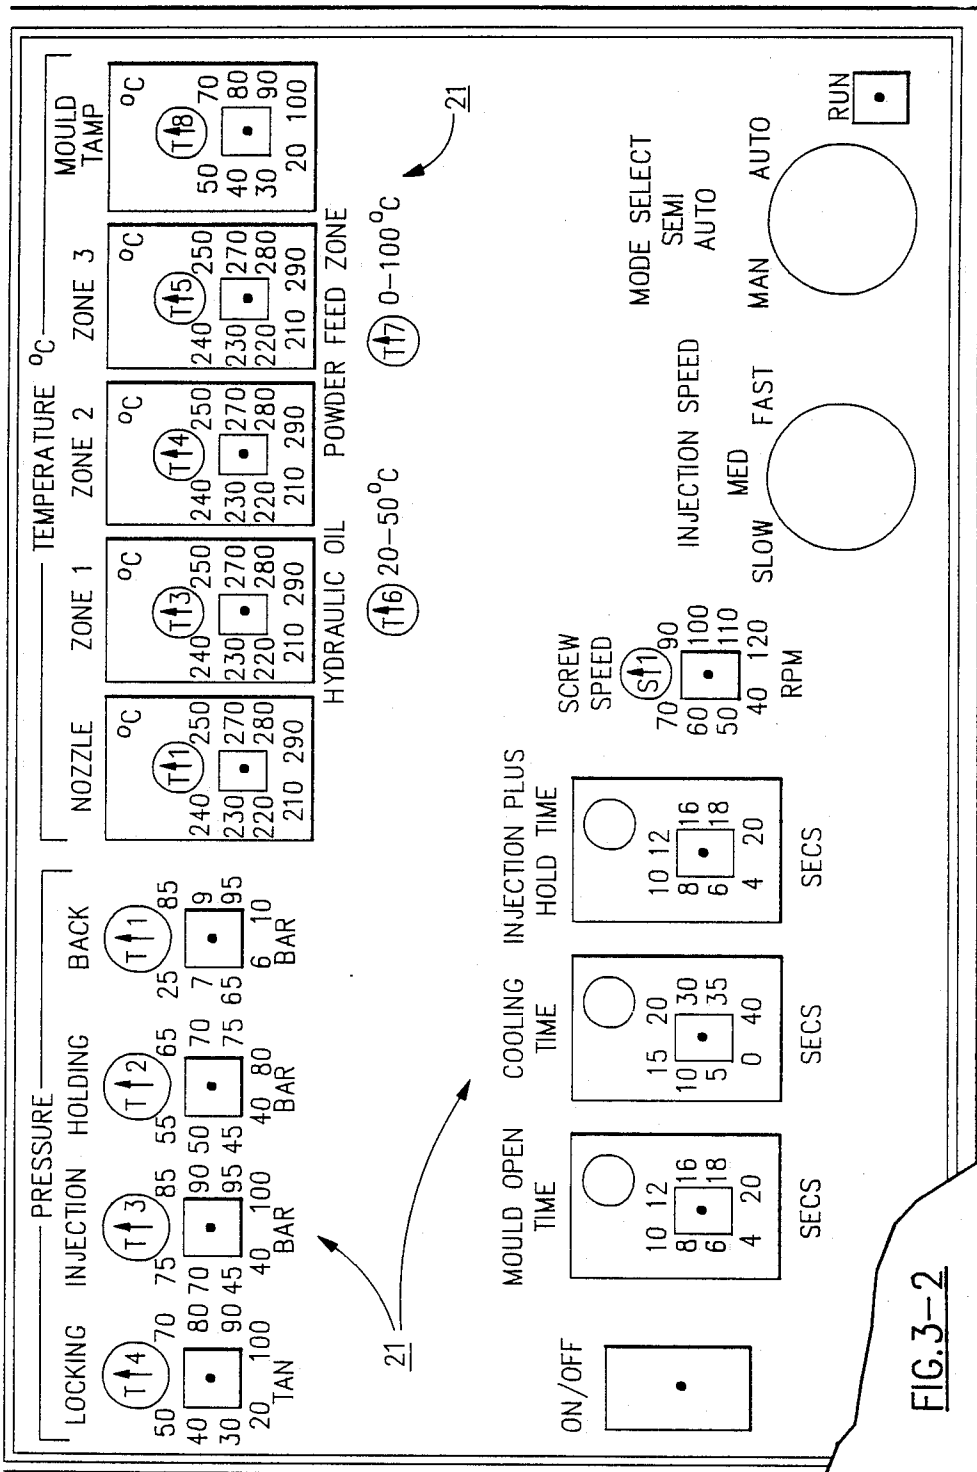 PRESSURE
TEMPERATURE °C
LOCKING
INJECTION
HOLDING
BACK
NOZZLE
ZONE 1
ZONE 2
ZONE 3
MOULD
TAMP
T4
50 70
40 80
30 90
20 100
TAN
T3
75 85
70 90
45 95
40 100
BAR
T2
55 65
50 70
45 75
40 80
BAR
T1
25 85
7 9
65 95
6 10
BAR
°C
T1
240 250
230 270
220 280
210 290
°C
T3
240 250
230 270
220 280
210 290
°C
T4
240 250
230 270
220 280
210 290
°C
T5
240 250
230 270
220 280
210 290
°C
T8
50 70
40 80
30 90
20 100
HYDRAULIC OIL
T6 20-50°C
POWDER FEED ZONE
T7 0-100°C
21
21
ON/OFF
MOULD OPEN
TIME
10 12
8 16
6 18
4 20
SECS
COOLING
TIME
15 20
10 30
5 35
0 40
SECS
INJECTION PLUS
HOLD TIME
10 12
8 16
6 18
4 20
SECS
SCREW
SPEED
S1
70 90
60 100
50 110
40 120
RPM
INJECTION SPEED
MED
SLOW FAST
MODE SELECT
SEMI
AUTO
MAN AUTO
RUN
FIG.3-2